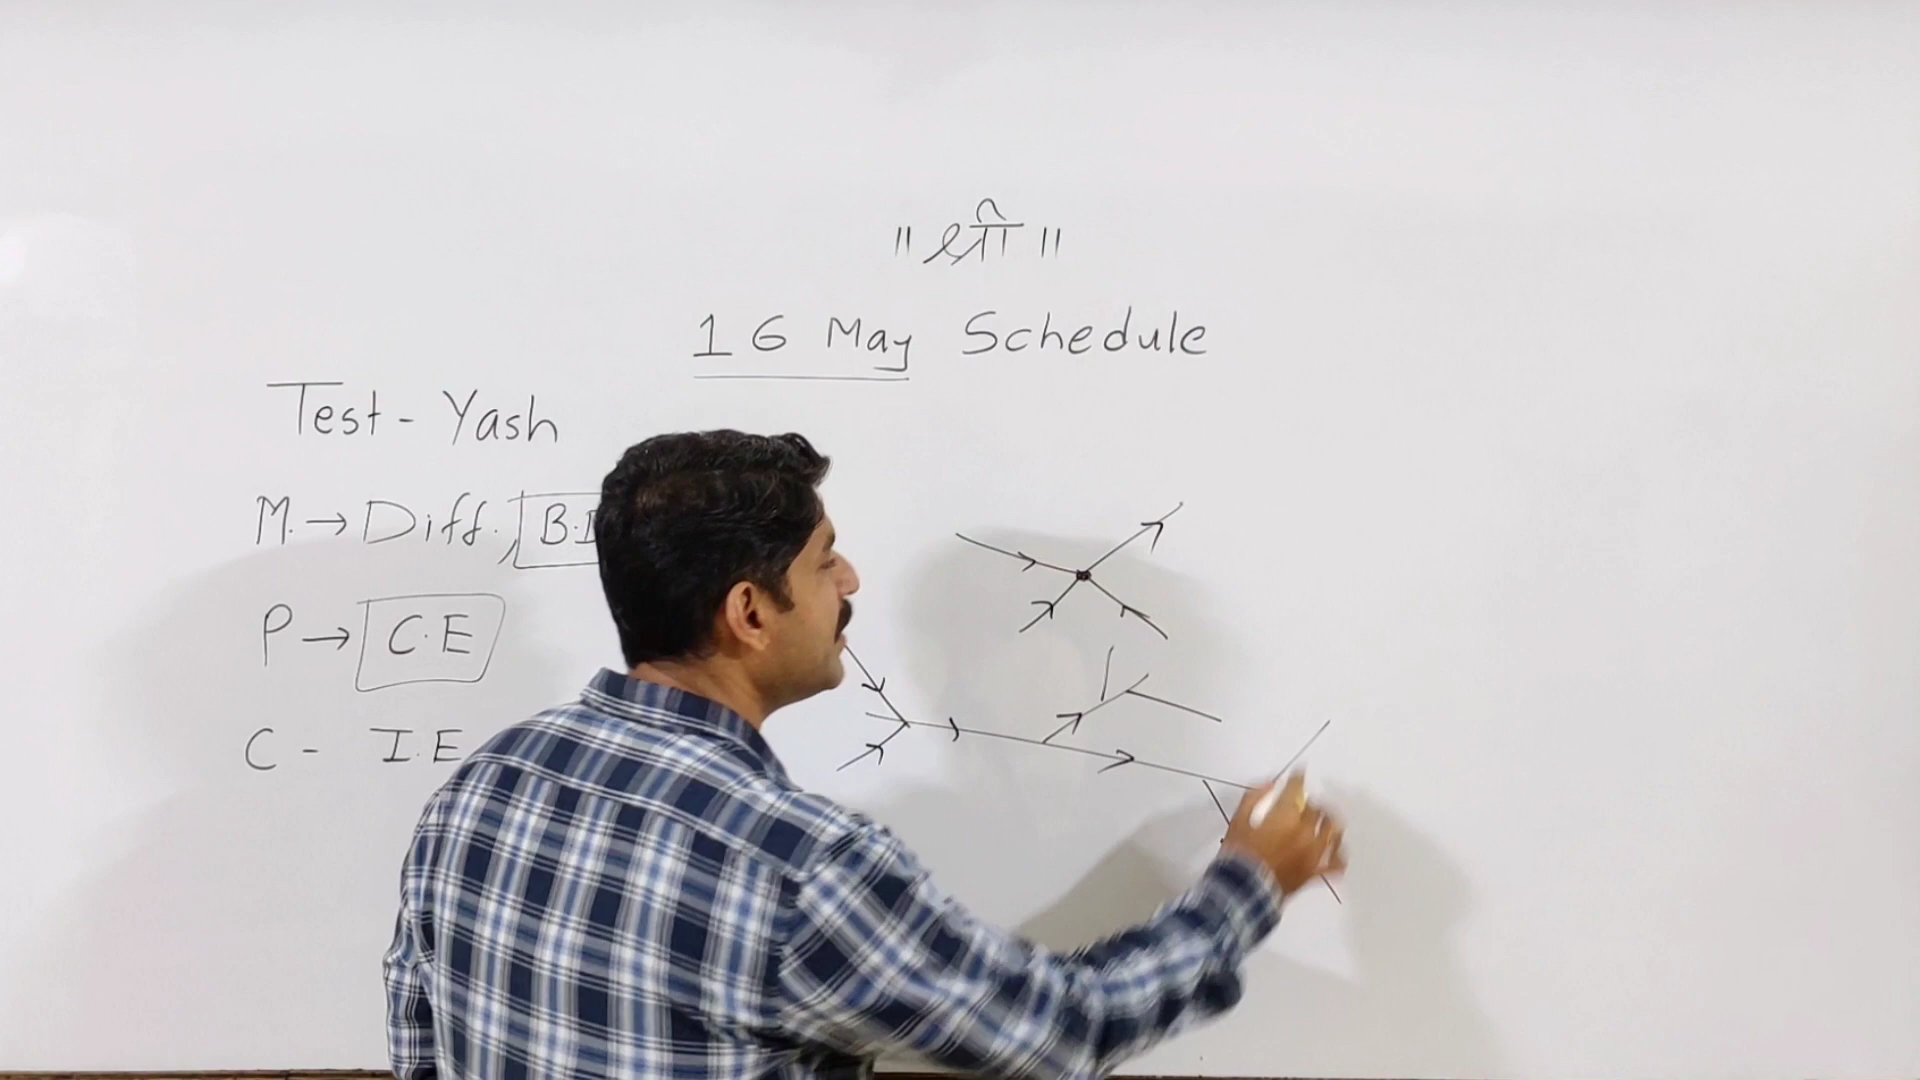 ॥ श्री ॥
16 May Schedule
Test - Yash
M. → Diff.,
P → C.E
C - I.E